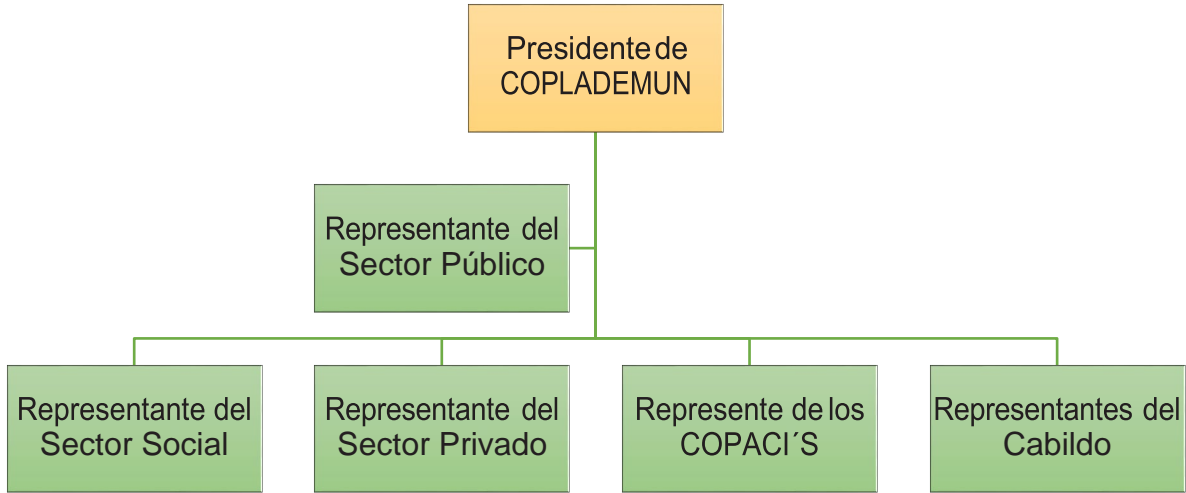 Presidente de
COPLADEMUN
Representante del
Sector Público
Representante del
Sector Social
Representante del
Sector Privado
Represente de los
COPACI´S
Representantes del
Cabildo